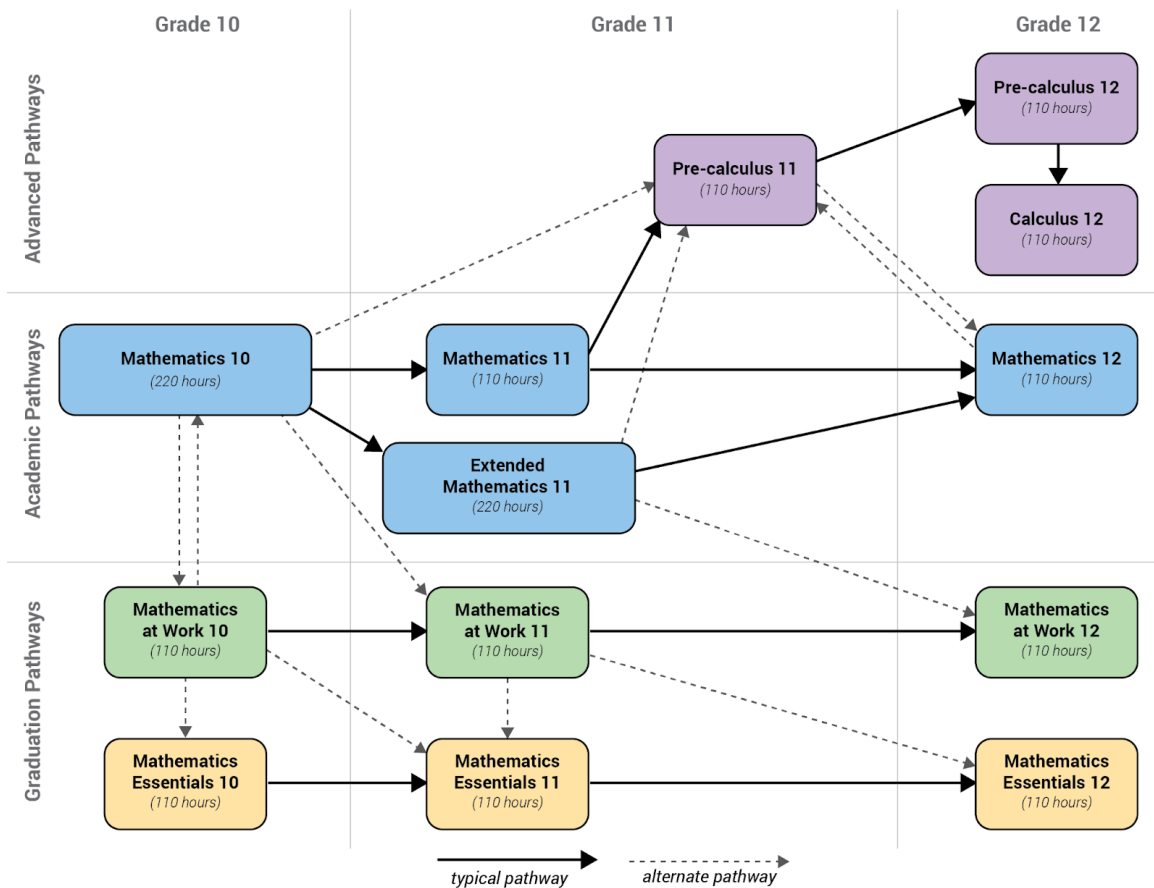 Grade 10
Grade 11
Grade 12
Advanced Pathways
Pre-calculus 12
(110 hours)
Pre-calculus 11
(110 hours)
Calculus 12
(110 hours)
Academic Pathways
Mathematics 10
(220 hours)
Mathematics 11
(110 hours)
Mathematics 12
(110 hours)
Extended
Mathematics 11
(220 hours)
Graduation Pathways
Mathematics
at Work 10
(110 hours)
Mathematics
at Work 11
(110 hours)
Mathematics
at Work 12
(110 hours)
Mathematics
Essentials 10
(110 hours)
Mathematics
Essentials 11
(110 hours)
Mathematics
Essentials 12
(110 hours)
typical pathway
alternate pathway